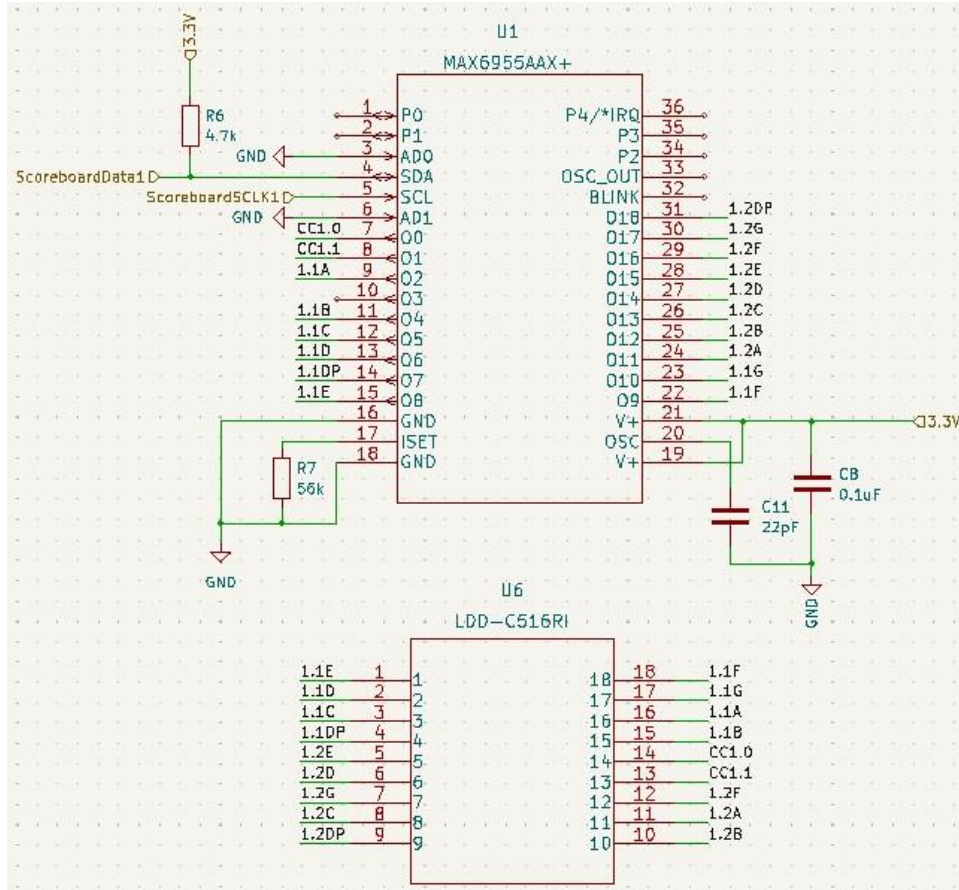 3.3V
U1
MAX6955AAX+
R6
4.7k
1 P0
2 P1
GND 3 AD0
ScoreboardData1 4 SDA
ScoreboardSCLK1 5 SCL
GND 6 AD1
CC1.0 7 O0
CC1.1 8 O1
1.1A 9 O2
10 O3
1.1B 11 O4
1.1C 12 O5
1.1D 13 O6
1.1DP 14 O7
1.1E 15 O8
16 GND
17 ISET
18 GND
R7
56k
GND
P4/*IRQ 36
P3 35
P2 34
OSC_OUT 33
BLINK 32
O18 31 1.2DP
O17 30 1.2G
O16 29 1.2F
O15 28 1.2E
O14 27 1.2D
O13 26 1.2C
O12 25 1.2B
O11 24 1.2A
O10 23 1.1G
O9 22 1.1F
V+ 21 3.3V
OSC 20
V+ 19
C8
0.1uF
C11
22pF
GND
U6
LDD-C516RI
1.1E 1 1
1.1D 2 2
1.1C 3 3
1.1DP 4 4
1.2E 5 5
1.2D 6 6
1.2G 7 7
1.2C 8 8
1.2DP 9 9
18 18 1.1F
17 17 1.1G
16 16 1.1A
15 15 1.1B
14 14 CC1.0
13 13 CC1.1
12 12 1.2F
11 11 1.2A
10 10 1.2B